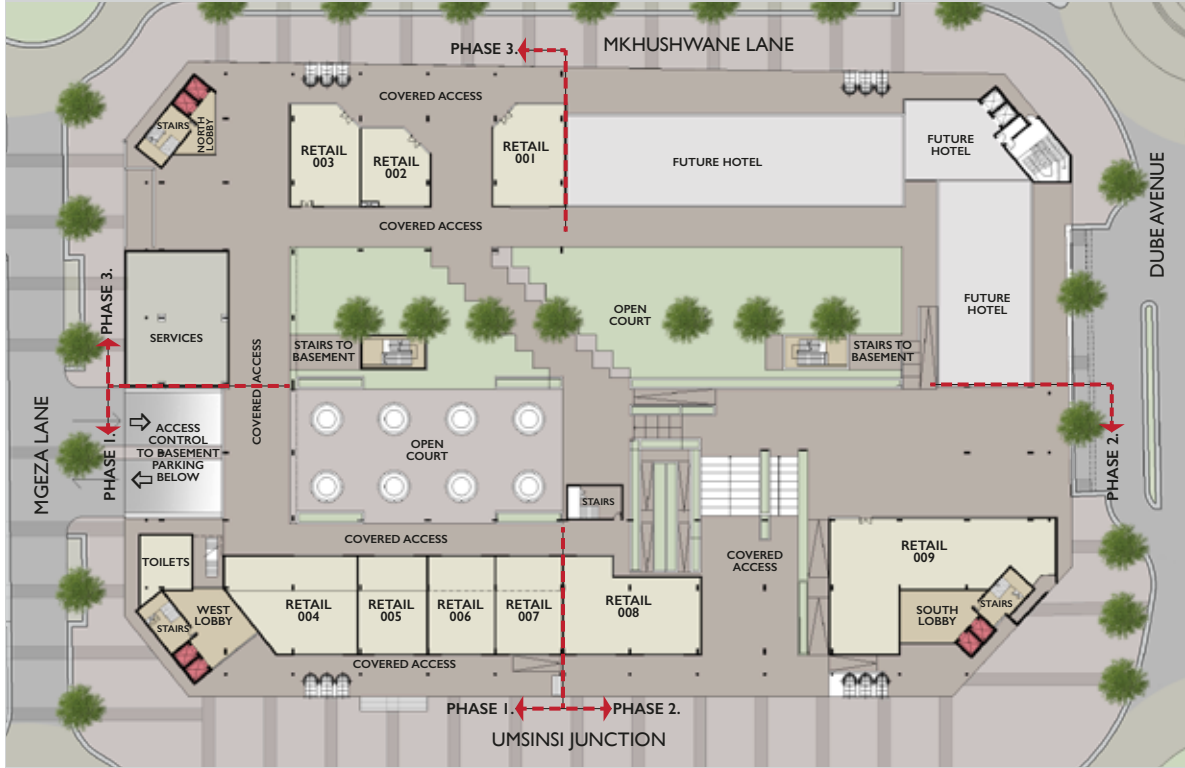 MKHUSHWANE LANE
PHASE 3.
COVERED ACCESS
STAIRS
NORTH
LOBBY
RETAIL
003
RETAIL
002
RETAIL
001
FUTURE HOTEL
FUTURE
HOTEL
DUBE AVENUE
COVERED ACCESS
PHASE 3.
SERVICES
COVERED ACCESS
STAIRS TO
BASEMENT
OPEN
COURT
STAIRS TO
BASEMENT
FUTURE
HOTEL
MGEZA LANE
PHASE 1.
ACCESS
CONTROL
TO BASEMENT
PARKING
BELOW
OPEN
COURT
STAIRS
PHASE 2.
COVERED ACCESS
COVERED
ACCESS
TOILETS
WEST
LOBBY
STAIRS
RETAIL
004
RETAIL
005
RETAIL
006
RETAIL
007
RETAIL
008
RETAIL
009
SOUTH
LOBBY
STAIRS
COVERED ACCESS
PHASE 1.
PHASE 2.
UMSINSI JUNCTION